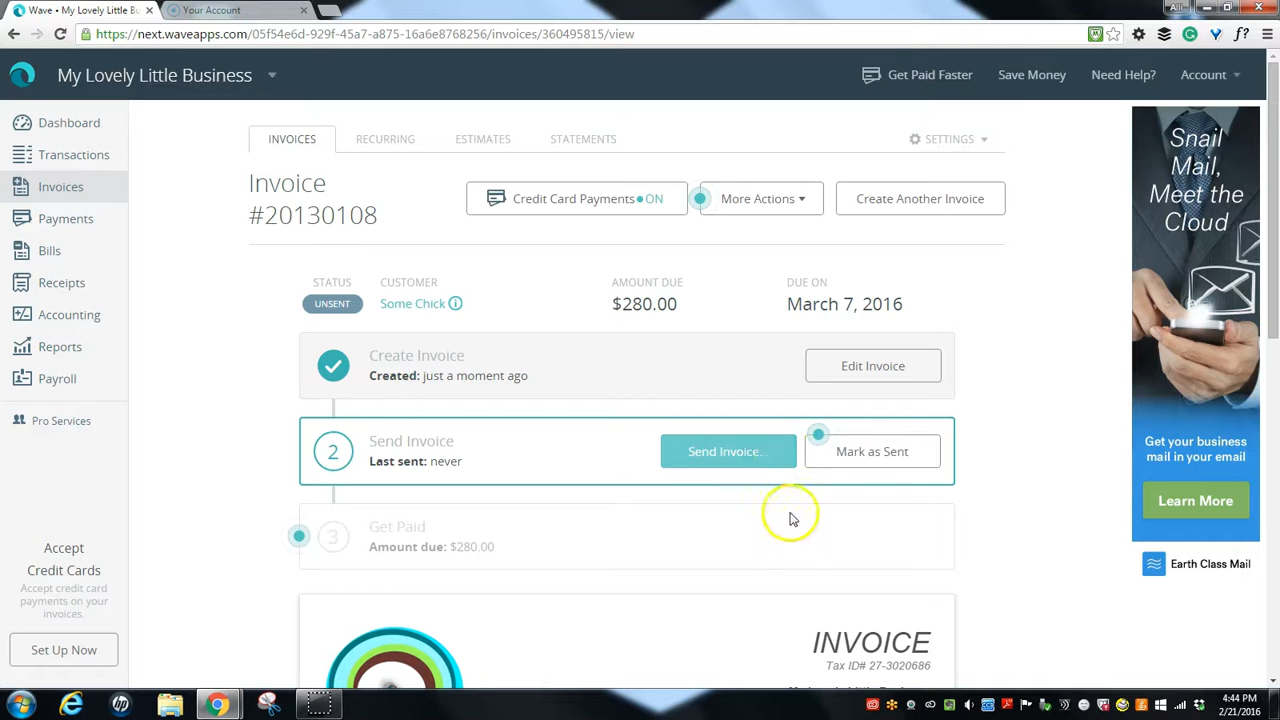 Wave • My Lovely Little B
Your Account
Alli
https://next.waveapps.com/05f54e6d-929f-45a7-a875-16cbe8768256/invoices/360495815/view
My Lovely Little Business
Get Paid Faster
Save Money
Need Help?
Account
Dashboard
Transactions
Invoices
Payments
Bills
Receipts
Accounting
Reports
Payroll
Pro Services
Accept
Credit Cards
Accept credit card
payments on your
invoices.
Set Up Now
INVOICES
RECURRING
ESTIMATES
STATEMENTS
SETTINGS
Invoice
#20130108
Credit Card Payments • ON
More Actions
Create Another Invoice
STATUS
UNSENT
CUSTOMER
Some Chick
AMOUNT DUE
$280.00
DUE ON
March 7, 2016
Create Invoice
Created: just a moment ago
Edit Invoice
2
Send Invoice
Last sent: never
Send Invoice...
Mark as Sent
3
Get Paid
Amount due: $280.00
INVOICE
Tax ID# 27-3020686
Snail
Mail,
Meet the
Cloud
Get your business
mail in your email
Learn More
Earth Class Mail
4:44 PM
2/21/2016